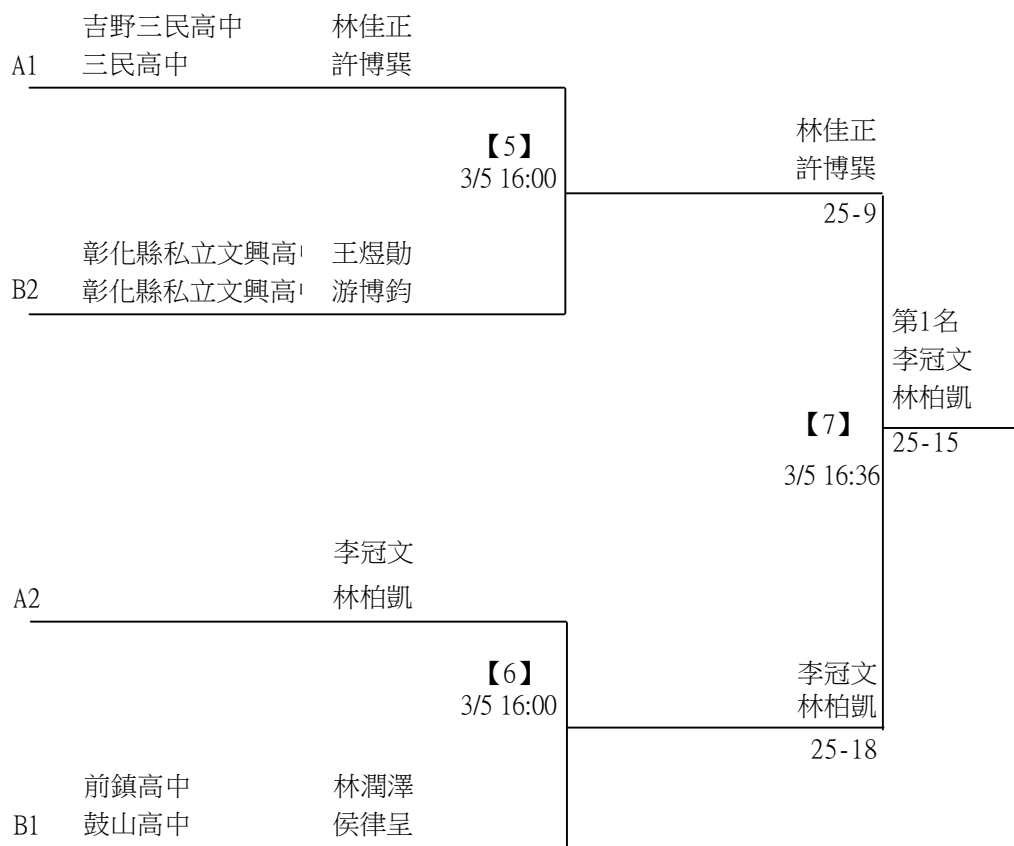 吉野三民高中 林佳正
A1 三民高中 許博巽
【5】
3/5 16:00
林佳正
許博巽
25-9
彰化縣私立文興高 王煜勛
B2 彰化縣私立文興高 游博鈞
第1名
李冠文
林柏凱
25-15
【7】
3/5 16:36
李冠文
A2 林柏凱
【6】
3/5 16:00
李冠文
林柏凱
25-18
前鎮高中 林潤澤
B1 鼓山高中 侯律呈